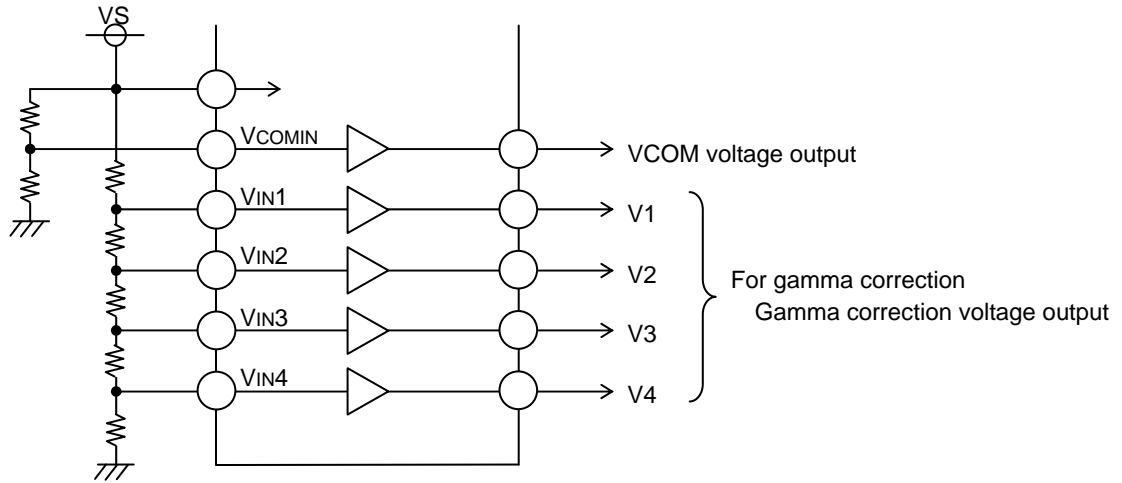 VS
VCOMIN
VCOM voltage output
VIN1
V1
VIN2
V2
For gamma correction
Gamma correction voltage output
VIN3
V3
VIN4
V4